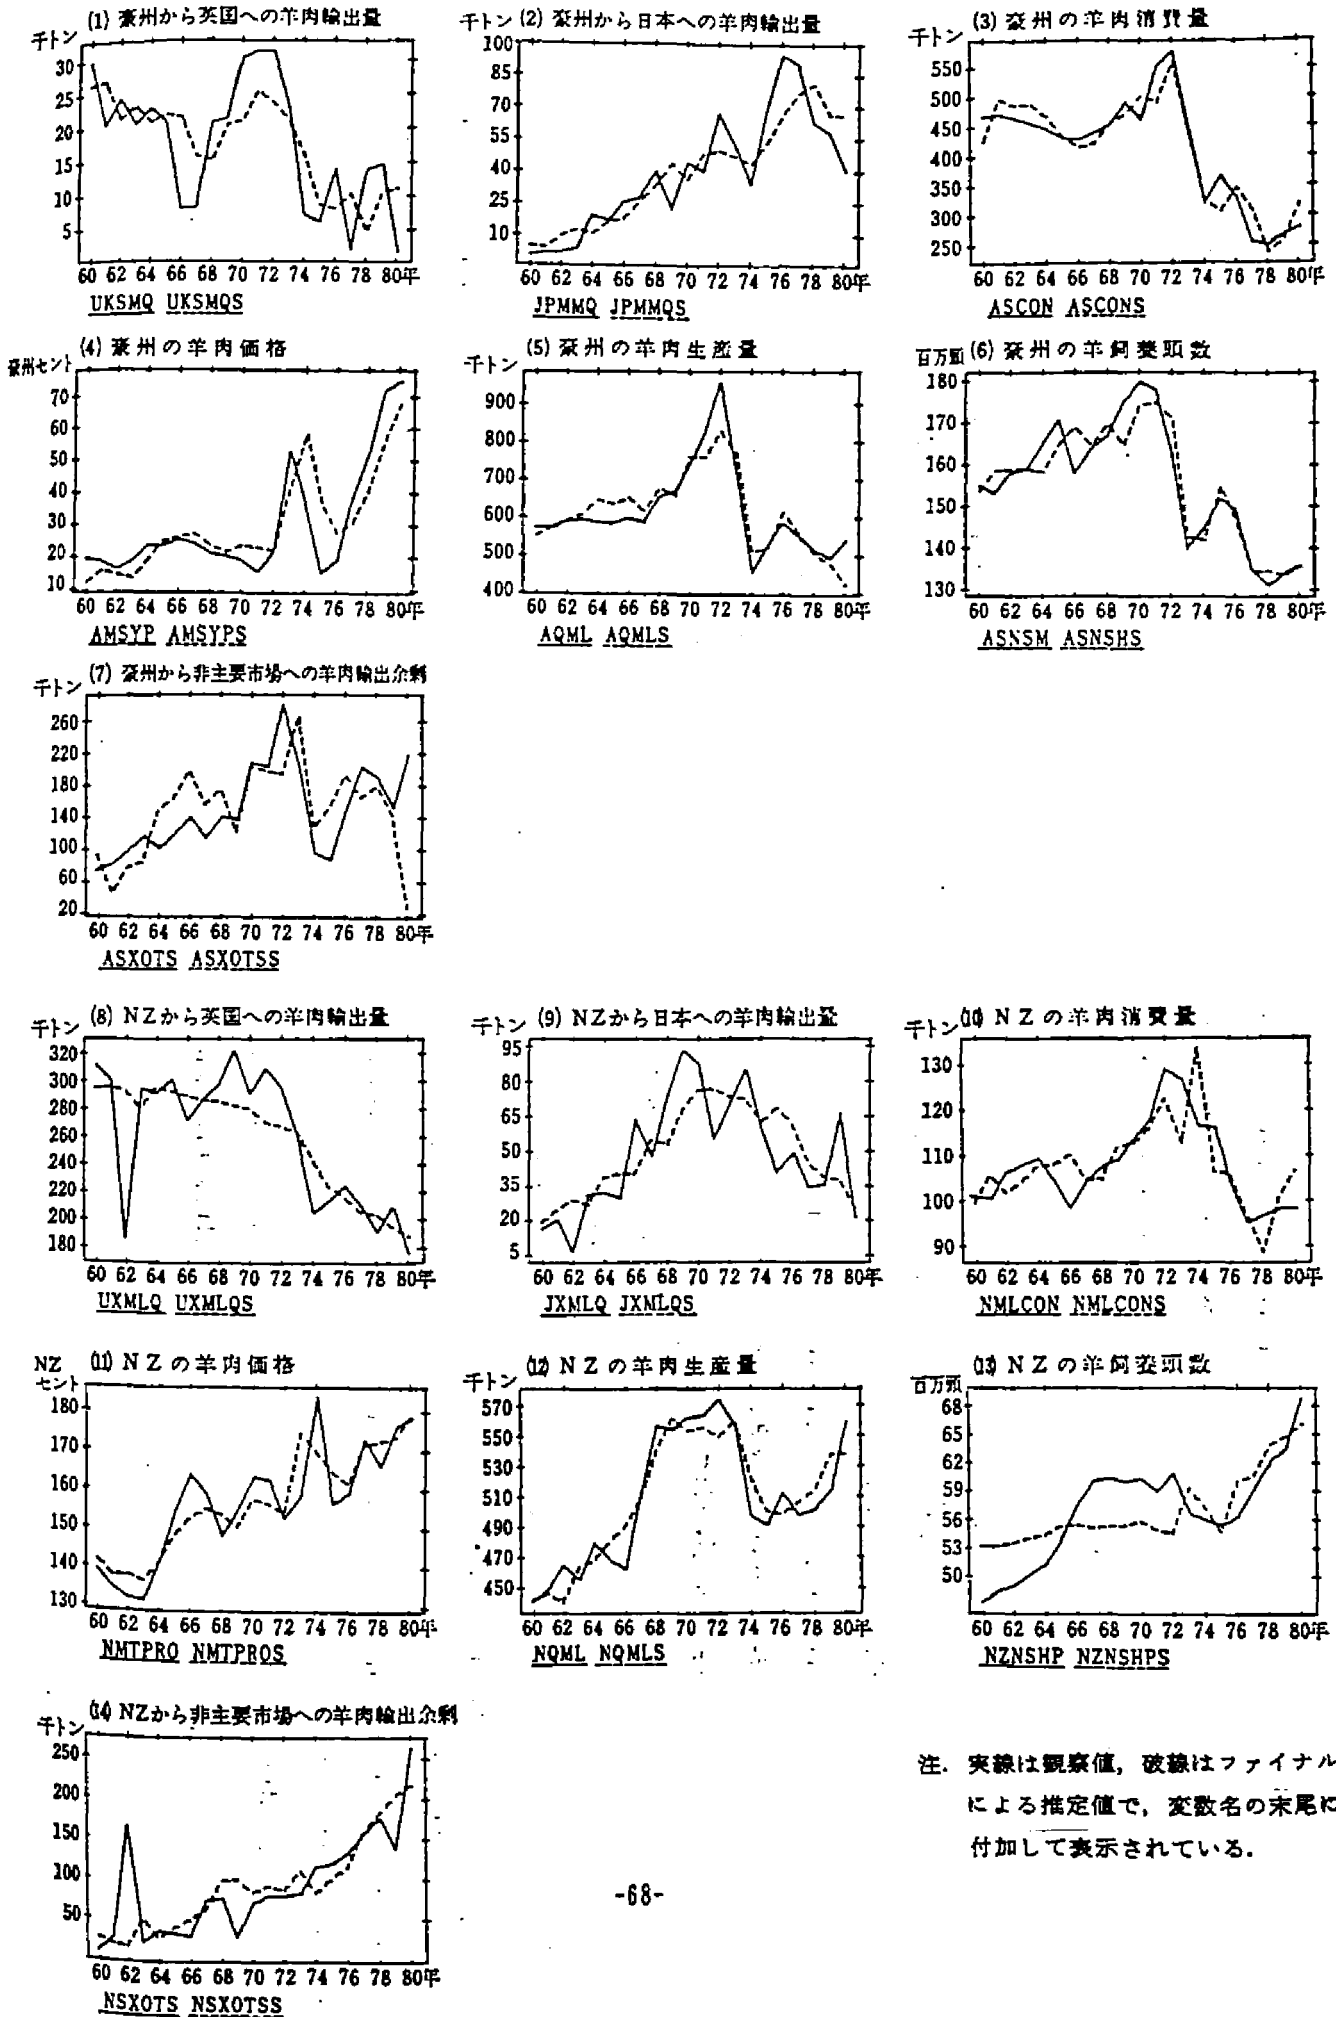 (1) 豪州から英国への羊肉輸出量
千トン
30
25
20
15
10
5
60 62 64 66 68 70 72 74 76 78 80年
UKSMQ UKSMQS
(2) 豪州から日本への羊肉輸出量
千トン
100
85
70
55
40
25
10
60 62 64 66 68 70 72 74 76 78 80年
JPMMQ JPMMQS
(3) 豪州の羊肉消費量
千トン
550
500
450
400
350
300
250
60 62 64 66 68 70 72 74 76 78 80年
ASCON ASCONS
(4) 豪州の羊肉価格
豪州セント
70
60
50
40
30
20
10
60 62 64 66 68 70 72 74 76 78 80年
AMSYP AMSYPS
(5) 豪州の羊肉生産量
千トン
900
800
700
600
500
400
60 62 64 66 68 70 72 74 76 78 80年
AQML AQMLS
(6) 豪州の羊飼養頭数
百万頭
180
170
160
150
140
130
60 62 64 66 68 70 72 74 76 78 80年
ASNSM ASNSHS
(7) 豪州から非主要市場への羊肉輸出余剰
千トン
260
220
180
140
100
60
20
60 62 64 66 68 70 72 74 76 78 80年
ASXOTS ASXOTSS
(8) NZから英国への羊肉輸出量
千トン
320
300
280
260
240
220
200
180
60 62 64 66 68 70 72 74 76 78 80年
UXMLQ UXMLQS
(9) NZから日本への羊肉輸出量
千トン
95
80
65
50
35
20
5
60 62 64 66 68 70 72 74 76 78 80年
JXMLQ JXMLQS
(10) NZの羊肉消費量
千トン
130
120
110
100
90
60 62 64 66 68 70 72 74 76 78 80年
NMLCON NMLCONS
(11) NZの羊肉価格
NZ
セント
180
170
160
150
140
130
60 62 64 66 68 70 72 74 76 78 80年
NMTPRO NMTPROS
(12) NZの羊肉生産量
千トン
570
550
530
510
490
470
450
60 62 64 66 68 70 72 74 76 78 80年
NQML NQMLS
(13) NZの羊飼養頭数
百万頭
68
65
62
59
56
53
50
60 62 64 66 68 70 72 74 76 78 80年
NZNSHP NZNSHPS
(14) NZから非主要市場への羊肉輸出余剰
千トン
250
200
150
100
50
60 62 64 66 68 70 72 74 76 78 80年
NSXOTS NSXOTSS
注. 実線は観察値, 破線はファイナル
による推定値で, 変数名の末尾に
付加して表示されている.
-68-